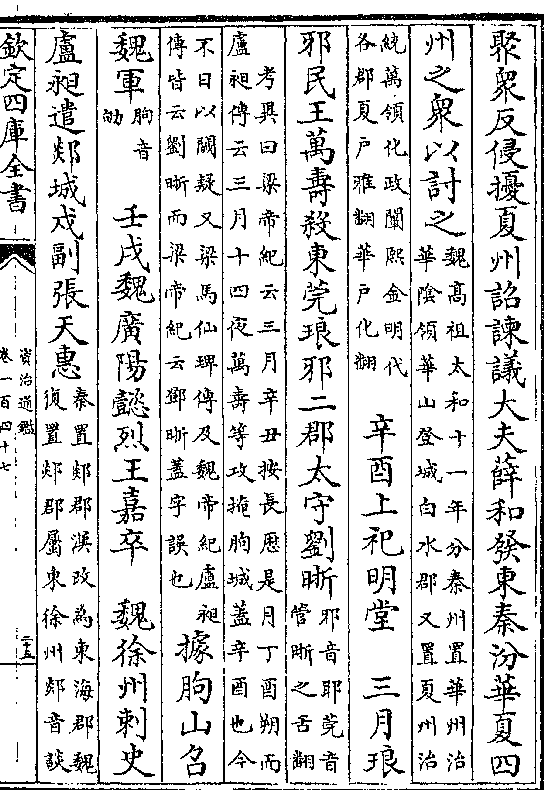 聚衆反侵擾夏州詔諫議大夫薛和發東秦汾華夏四
州之衆以討之魏髙祖太和十一年分秦州置華州治
華隂領華山登城白水郡又置夏州治
統萬領化政闡熙金明代
各郡夏户雅翻華户化翻 辛酉上祀明堂 三月琅
邪民王萬壽殺東莞琅邪二郡太守劉晣邪音耶莞音
管晣之舌翻
考異曰梁帝紀云三月辛丑按長厯是月丁酉朔而
盧昶傳云三月十四夜萬壽等攻掩朐城蓋辛酉也今
不日以闕疑又梁馬仙琕傳及魏帝紀盧昶
傳皆云劉晣而梁帝紀云鄧晣蓋字誤也據朐山召
魏軍朐音
劬 壬戌魏廣陽懿烈王嘉卒 魏徐州刺史
盧昶遣郯城戍副張天惠秦置郯郡漢改為東海郡魏
復置郯郡屬東徐州郯音談
欽定四庫全書
資治通鑑
卷一百四十七